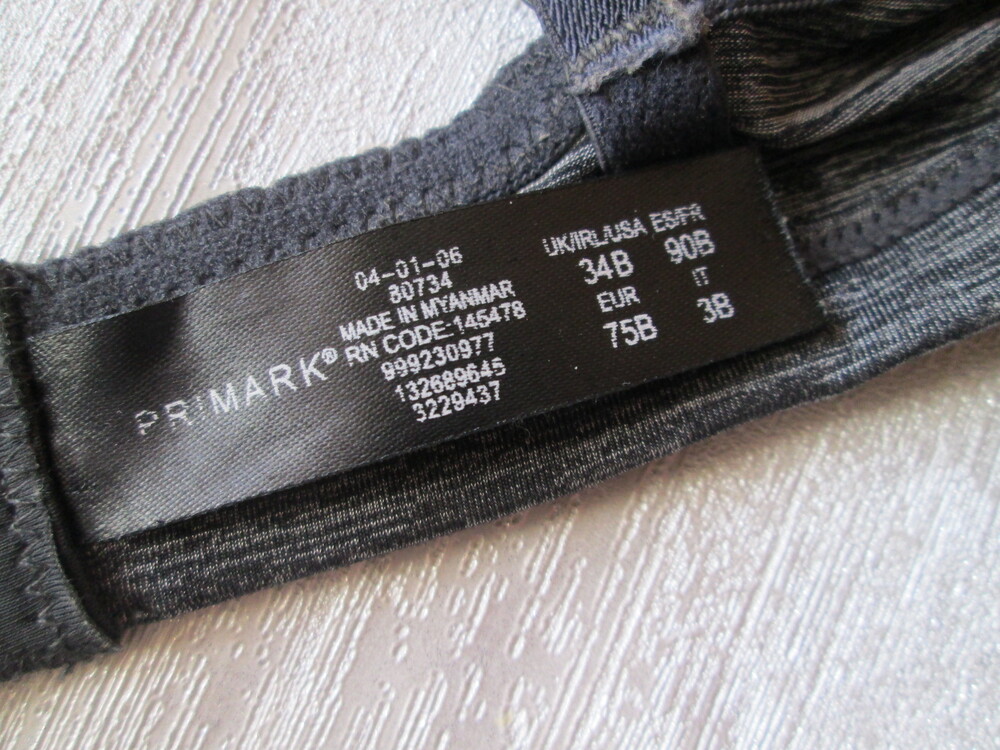 PRIMARK®
04-01-06
80734
MADE IN MYANMAR
RN CODE-145478
999230977
132689645
3229437
UK/IRL/USA ES/FR
34B 90B
EUR IT
75B 3B